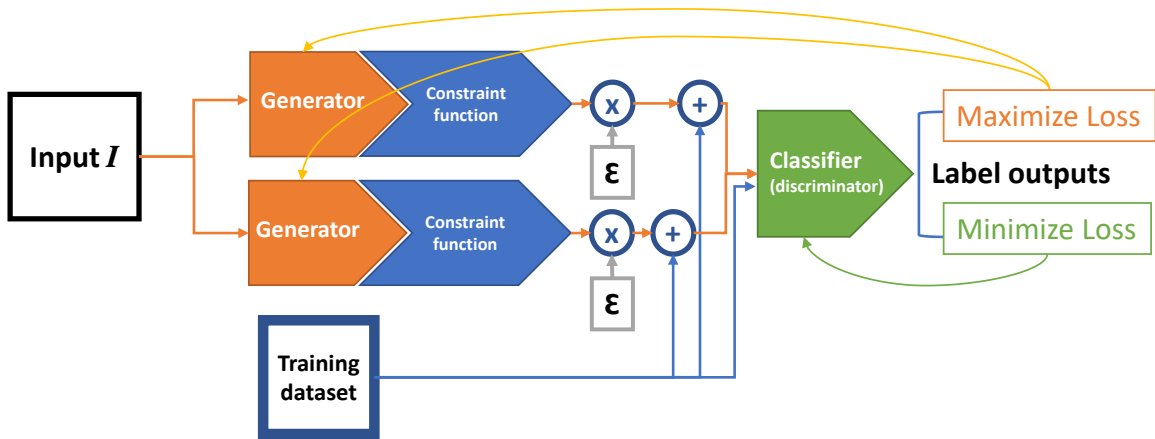 Input I
Generator
Constraint
function
x
+
ε
Generator
Constraint
function
x
+
ε
Training
dataset
Classifier
(discriminator)
Maximize Loss
Label outputs
Minimize Loss